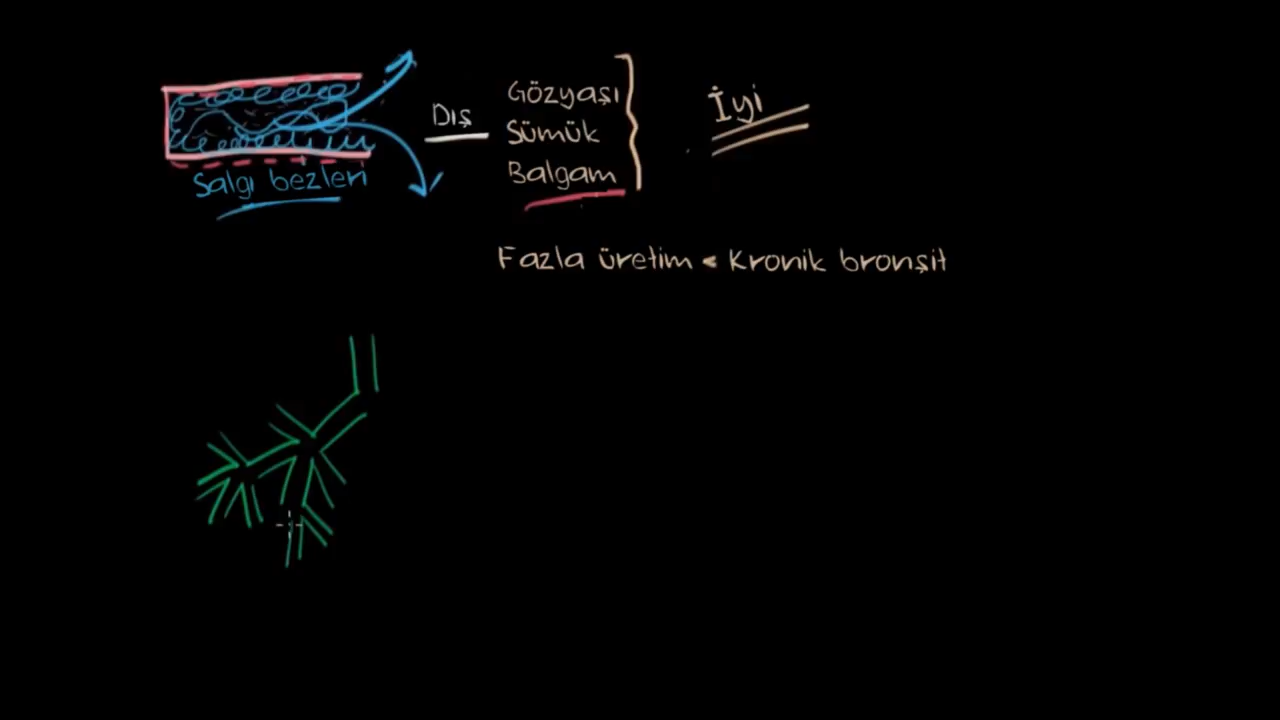 Salgı bezleri
Dış
Gözyaşı
Sümük
Balgam
İyi
Fazla üretim < Kronik bronşit